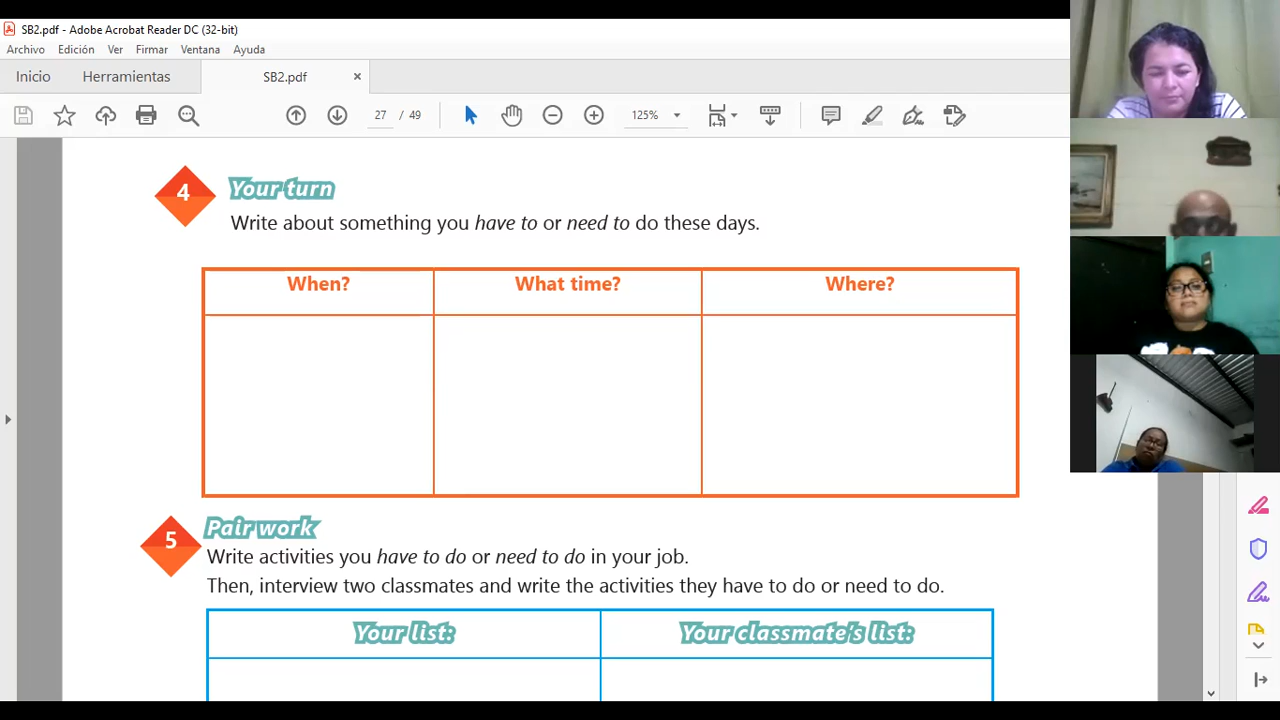 SB2.pdf - Adobe Acrobat Reader DC (32-bit)
Archivo Edición Ver Firmar Ventana Ayuda
Inicio Herramientas SB2.pdf ×
27 / 49 125%
4 Your turn
Write about something you have to or need to do these days.
When? What time? Where?
5 Pair work
Write activities you have to do or need to do in your job.
Then, interview two classmates and write the activities they have to do or need to do.
Your list: Your classmate's list: